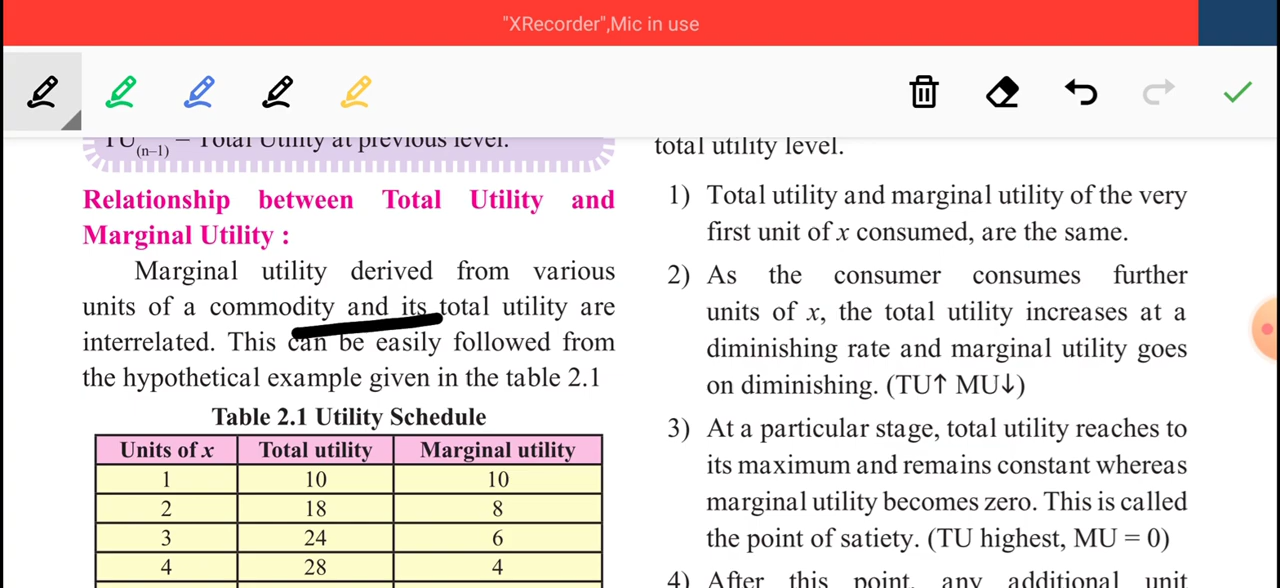 "XRecorder",Mic in use
TU(n–1) = Total Utility at previous level.
Relationship between Total Utility and
Marginal Utility :
Marginal utility derived from various
units of a commodity and its total utility are
interrelated. This can be easily followed from
the hypothetical example given in the table 2.1
Table 2.1 Utility Schedule
Units of x Total utility Marginal utility
1 10 10
2 18 8
3 24 6
4 28 4
total utility level.
1) Total utility and marginal utility of the very
first unit of x consumed, are the same.
2) As the consumer consumes further
units of x, the total utility increases at a
diminishing rate and marginal utility goes
on diminishing. (TU↑ MU↓)
3) At a particular stage, total utility reaches to
its maximum and remains constant whereas
marginal utility becomes zero. This is called
the point of satiety. (TU highest, MU = 0)
4) After this point, any additional unit